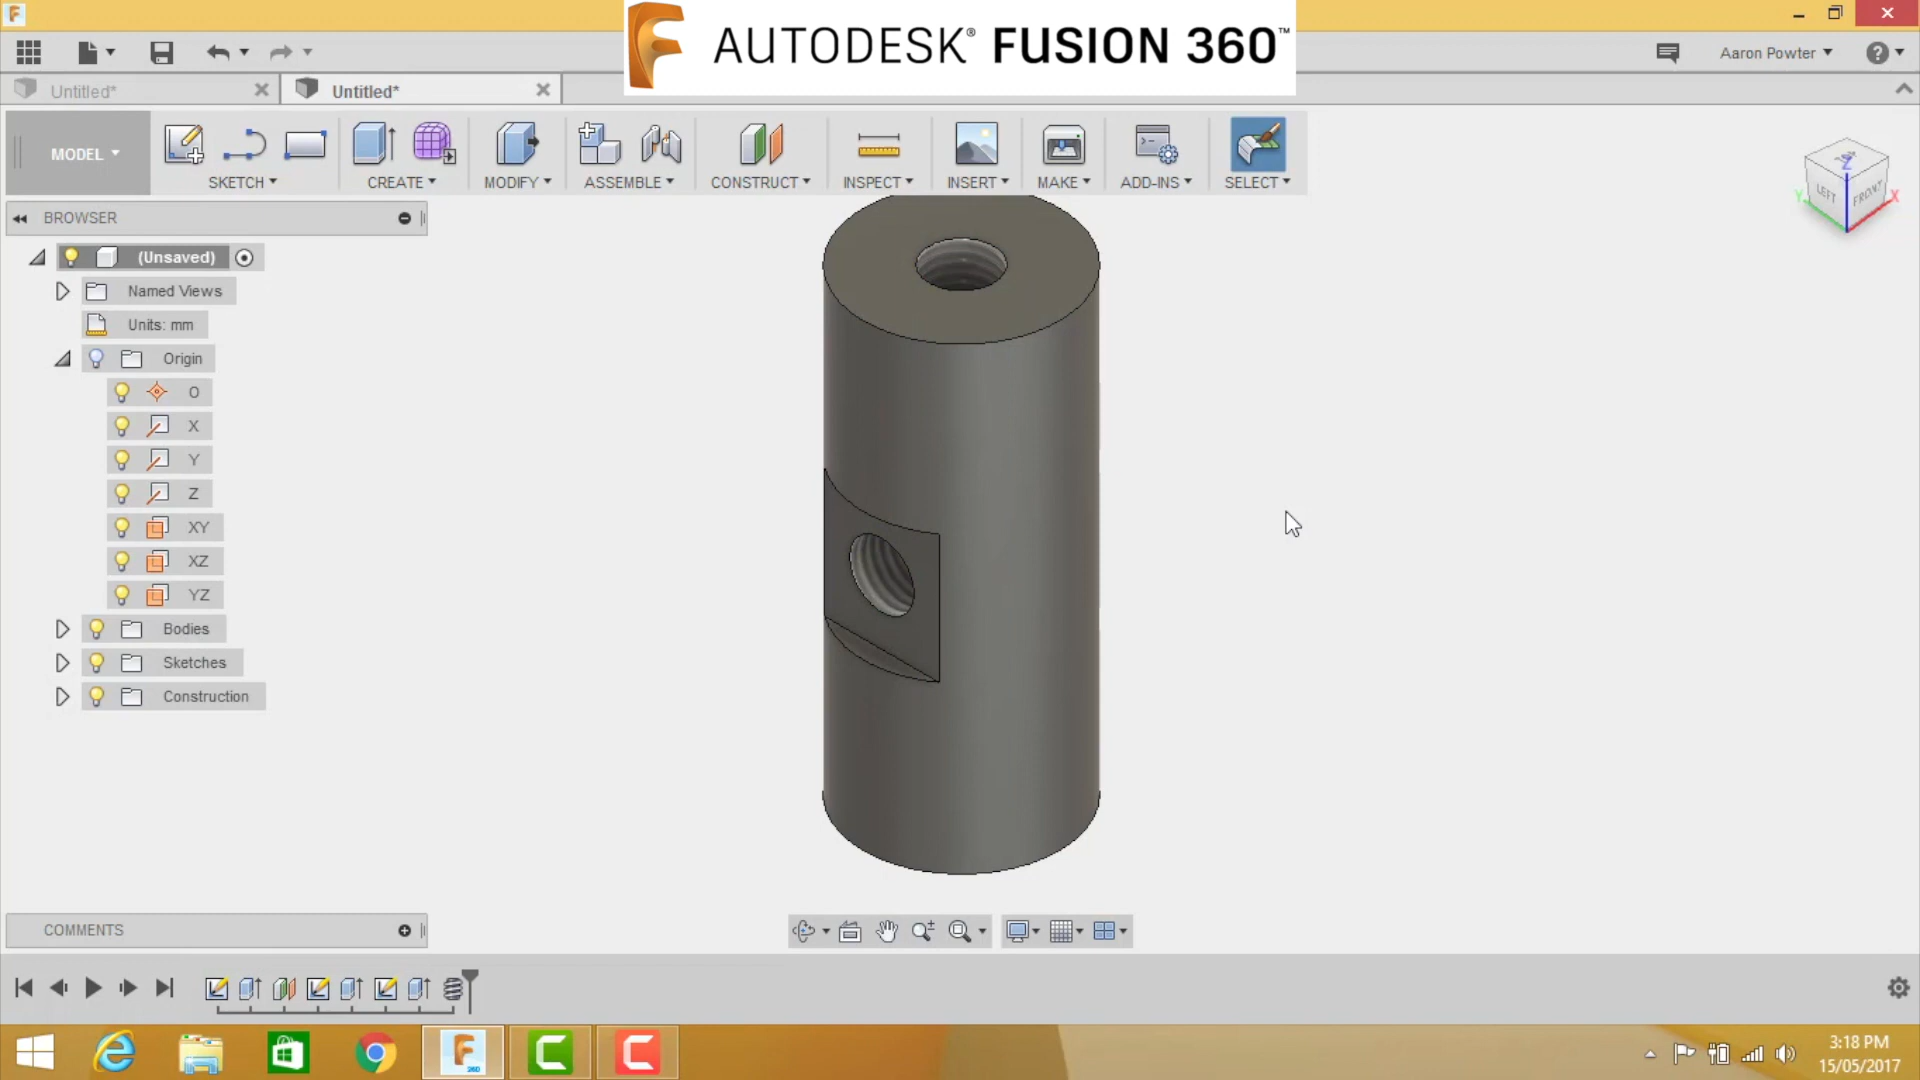 AUTODESK® FUSION 360™
Aaron Powter
Untitled*
Untitled*
MODEL
SKETCH
CREATE
MODIFY
ASSEMBLE
CONSTRUCT
INSPECT
INSERT
MAKE
ADD-INS
SELECT
Z
LEFT
FRONT
Y
X
BROWSER
(Unsaved)
Named Views
Units: mm
Origin
O
X
Y
Z
XY
XZ
YZ
Bodies
Sketches
Construction
COMMENTS
360
3:18 PM
15/05/2017